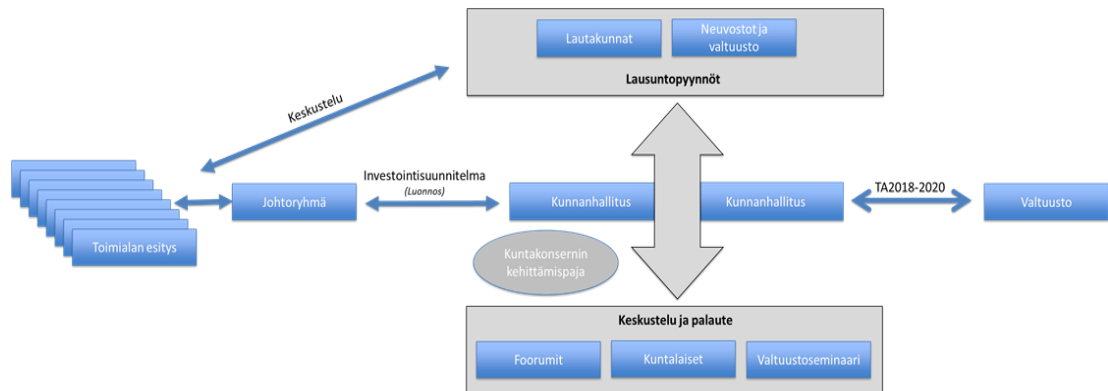 Lautakunnat
Neuvostot ja
valtuusto
Lausuntopyynnöt
Keskustelu
Investointisuunnitelma
(Luonnos)
TA2018-2020
Johtoryhmä
Kunnanhallitus
Kunnanhallitus
Valtuusto
Toimialan esitys
Kuntakonsernin
kehittämispaja
Keskustelu ja palaute
Foorumit
Kuntalaiset
Valtuustoseminaari